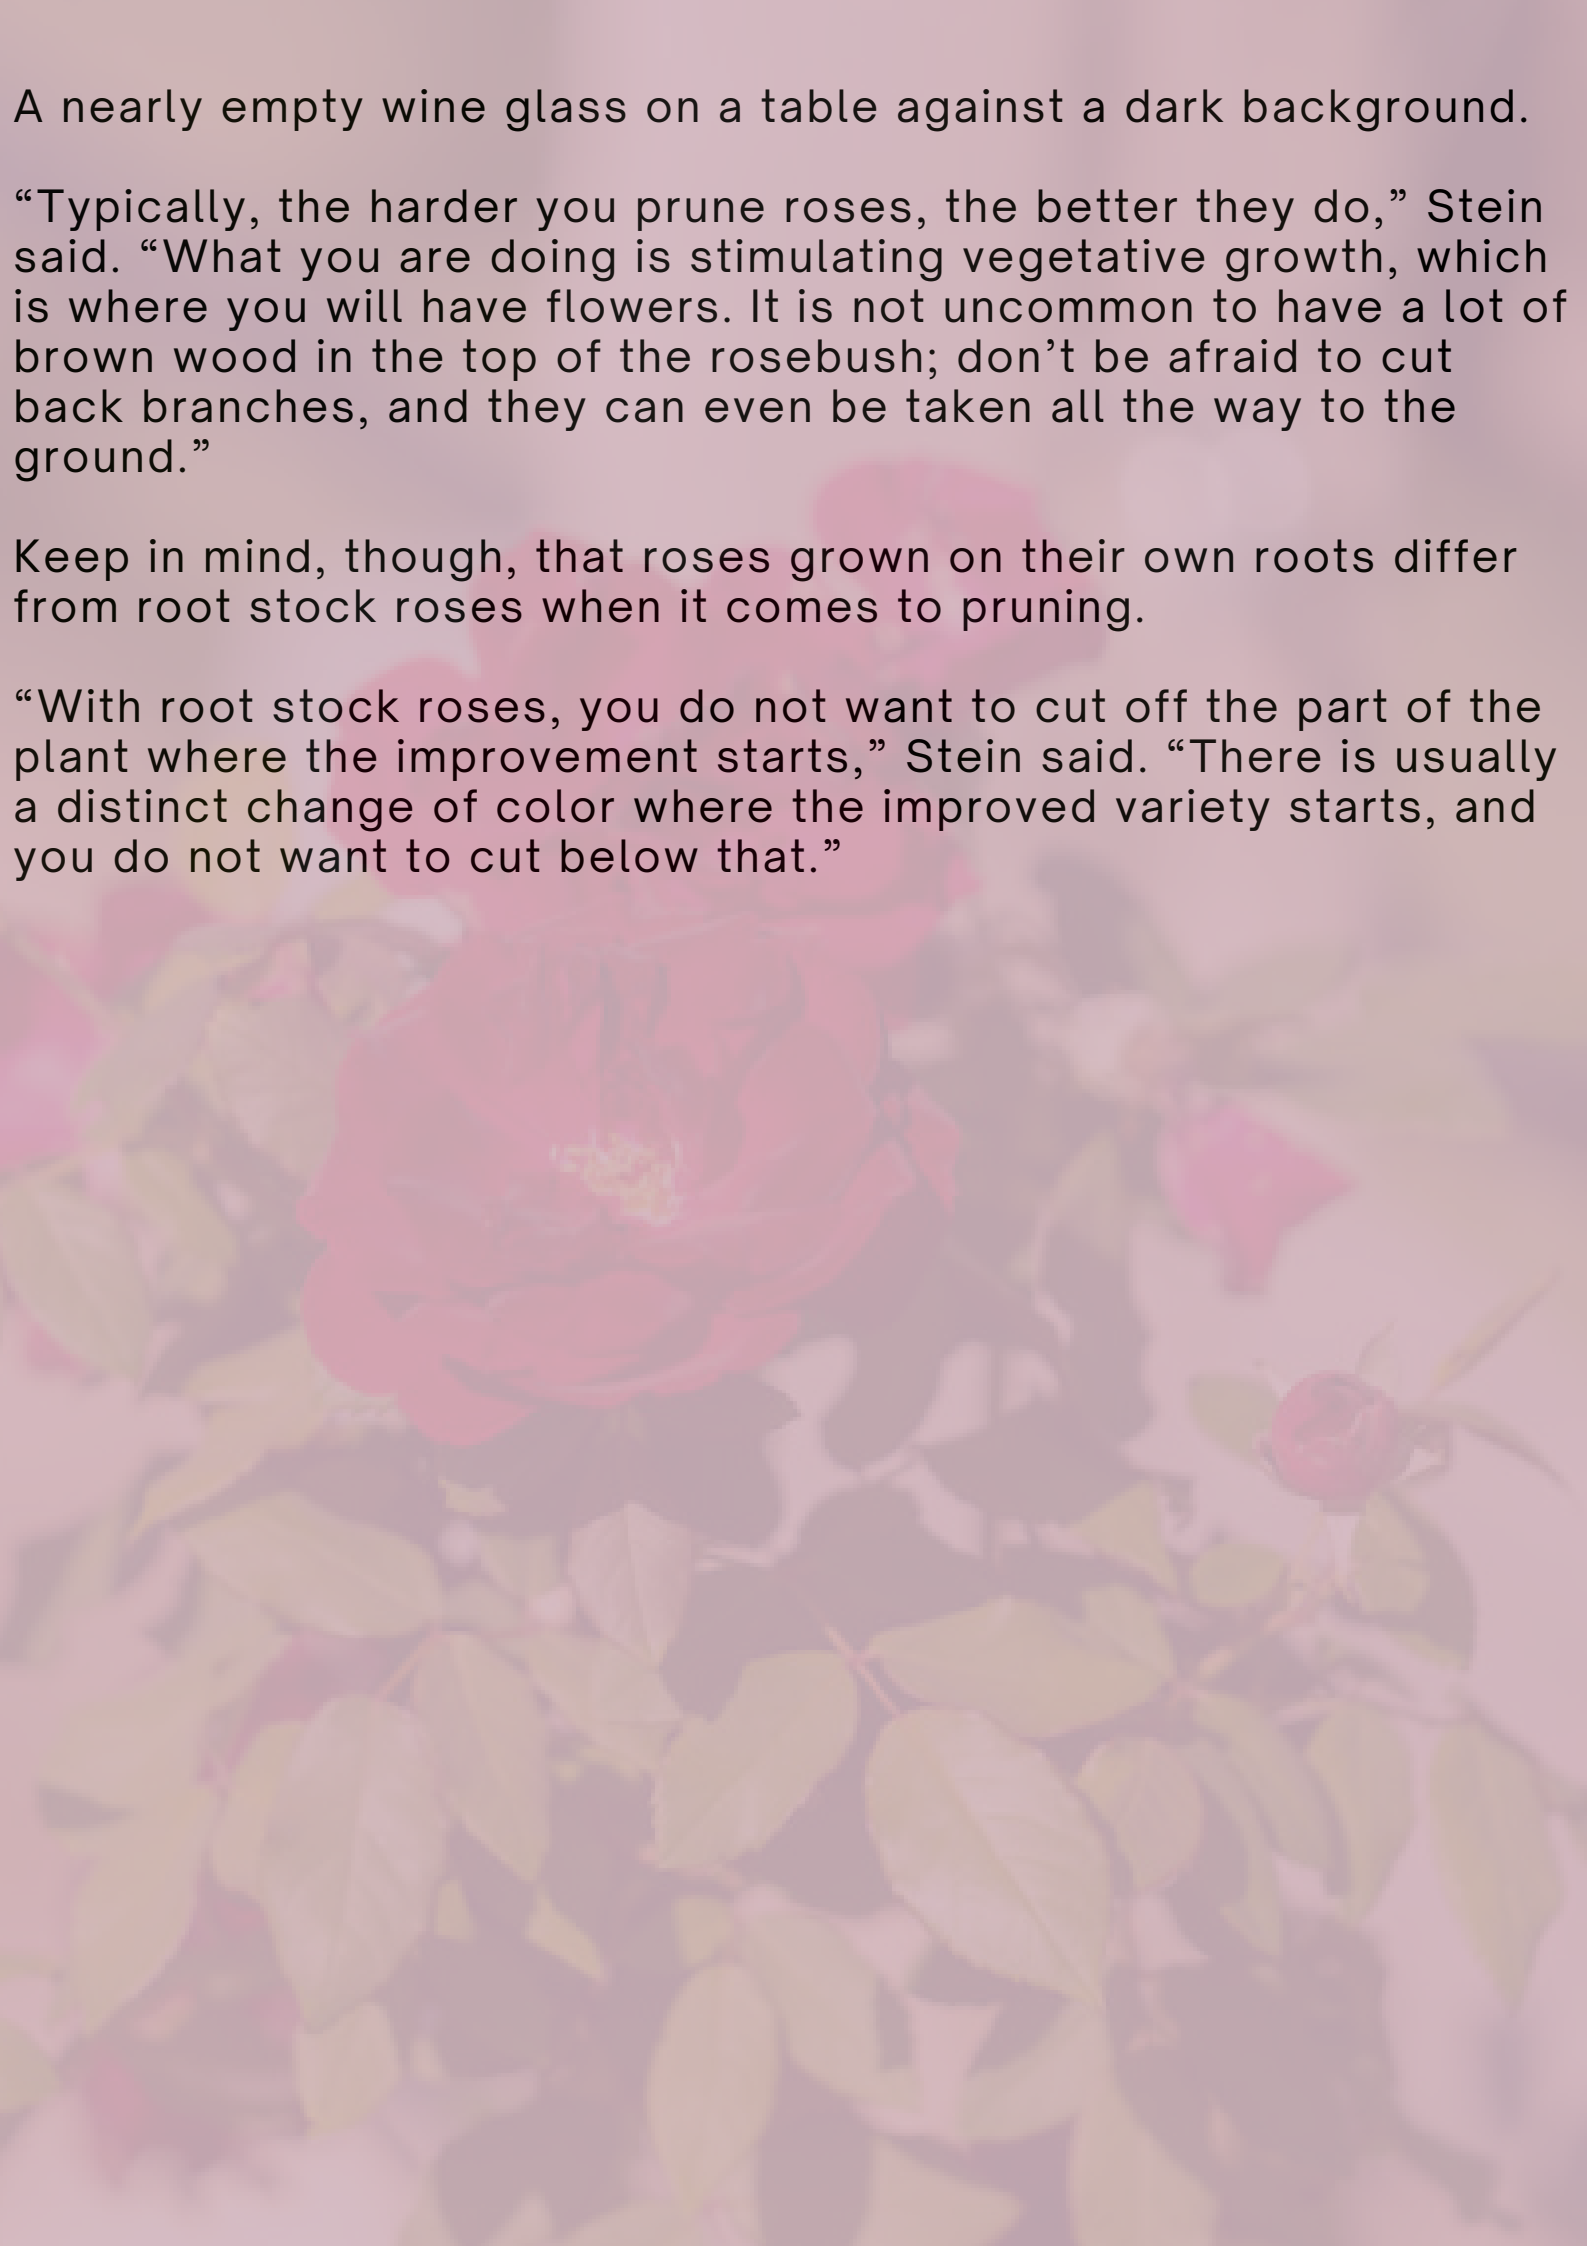 A nearly empty wine glass on a table against a dark background.
“Typically, the harder you prune roses, the better they do,” Stein
said. “What you are doing is stimulating vegetative growth, which
is where you will have flowers. It is not uncommon to have a lot of
brown wood in the top of the rosebush; don’t be afraid to cut
back branches, and they can even be taken all the way to the
ground.”
Keep in mind, though, that roses grown on their own roots differ
from root stock roses when it comes to pruning.
“With root stock roses, you do not want to cut off the part of the
plant where the improvement starts,” Stein said. “There is usually
a distinct change of color where the improved variety starts, and
you do not want to cut below that.”